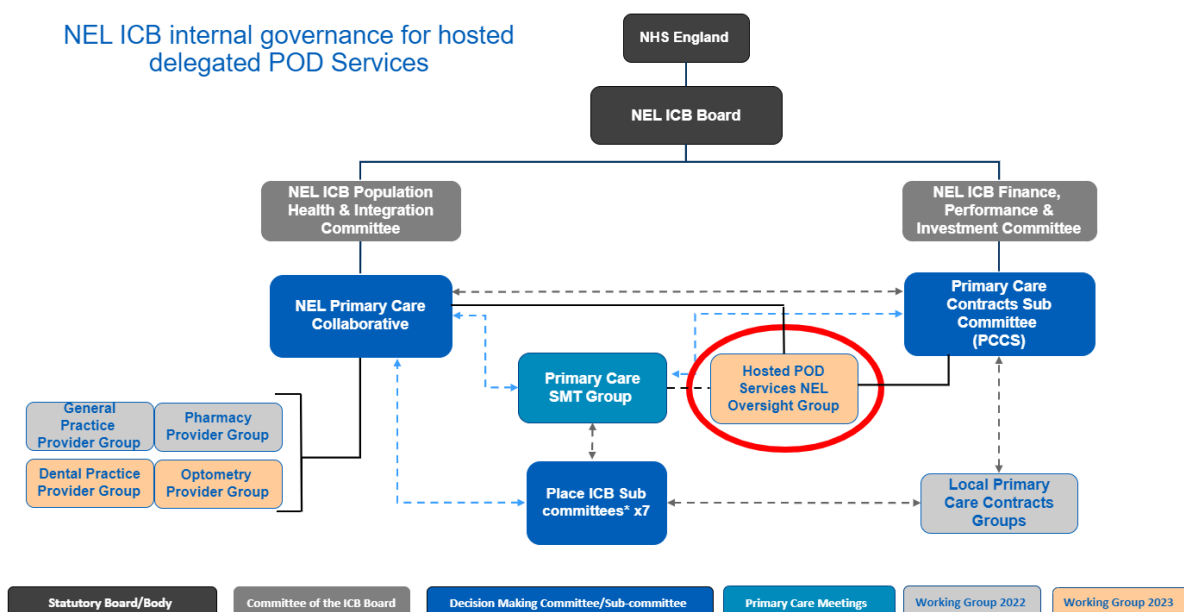 NEL ICB internal governance for hosted
delegated POD Services
NHS England
NEL ICB Board
NEL ICB Population
Health & Integration
Committee
NEL ICB Finance,
Performance &
Investment Committee
NEL Primary Care
Collaborative
Primary Care
Contracts Sub
Committee
(PCCS)
Primary Care
SMT Group
Hosted POD
Services NEL
Oversight Group
General
Practice
Provider Group
Pharmacy
Provider Group
Dental Practice
Provider Group
Optometry
Provider Group
Place ICB Sub
committees* x7
Local Primary
Care Contracts
Groups
Statutory Board/Body
Committee of the ICB Board
Decision Making Committee/Sub-committee
Primary Care Meetings
Working Group 2022
Working Group 2023